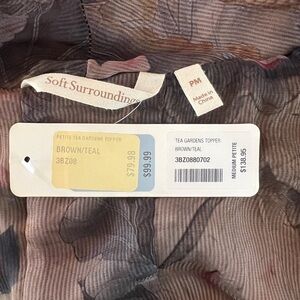 Soft Surroundings
PM
Made in
China
PETITE TEA GARDENS TOPPER
BROWN/TEAL
3BZ08
$79.98
$99.99
TEA GARDENS TOPPER
BROWN/TEAL
3BZ0880702
MEDIUM PETITE
$138.95